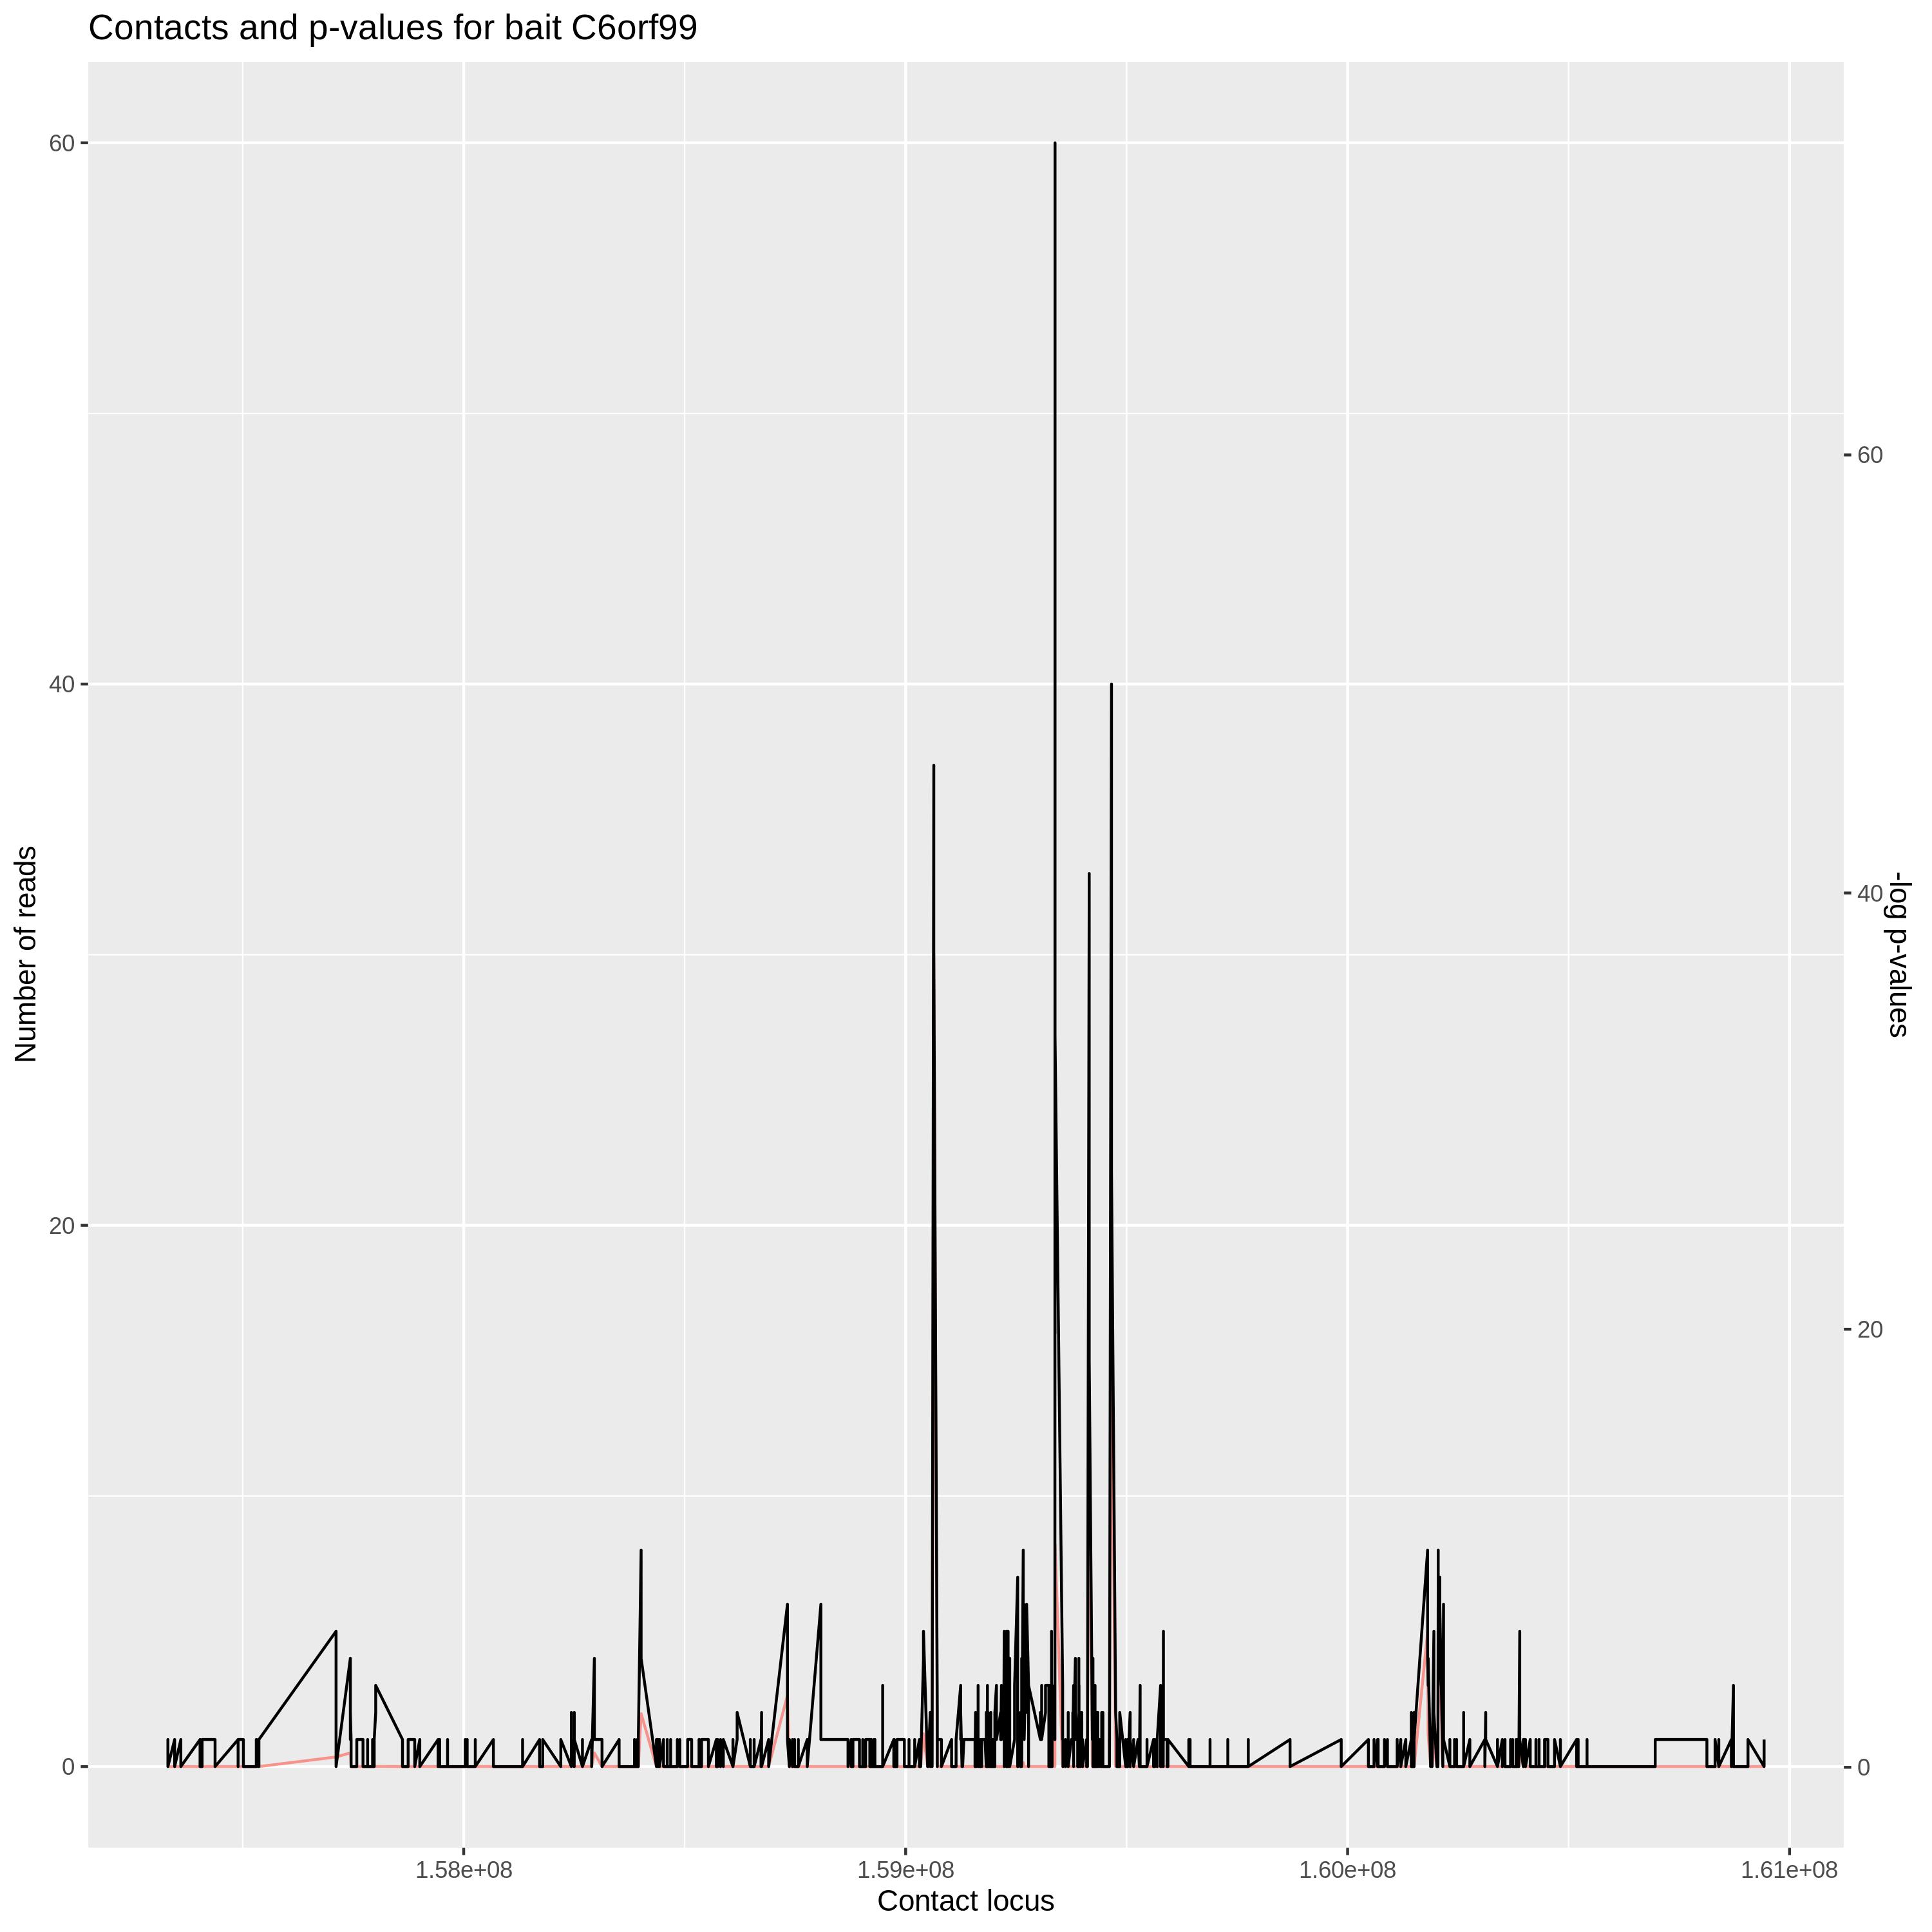 Contacts and p-values for bait C6orf99
60
40
20
0
Number of reads
60
40
20
0
-log p-values
1.58e+08
1.59e+08
1.60e+08
1.61e+08
Contact locus